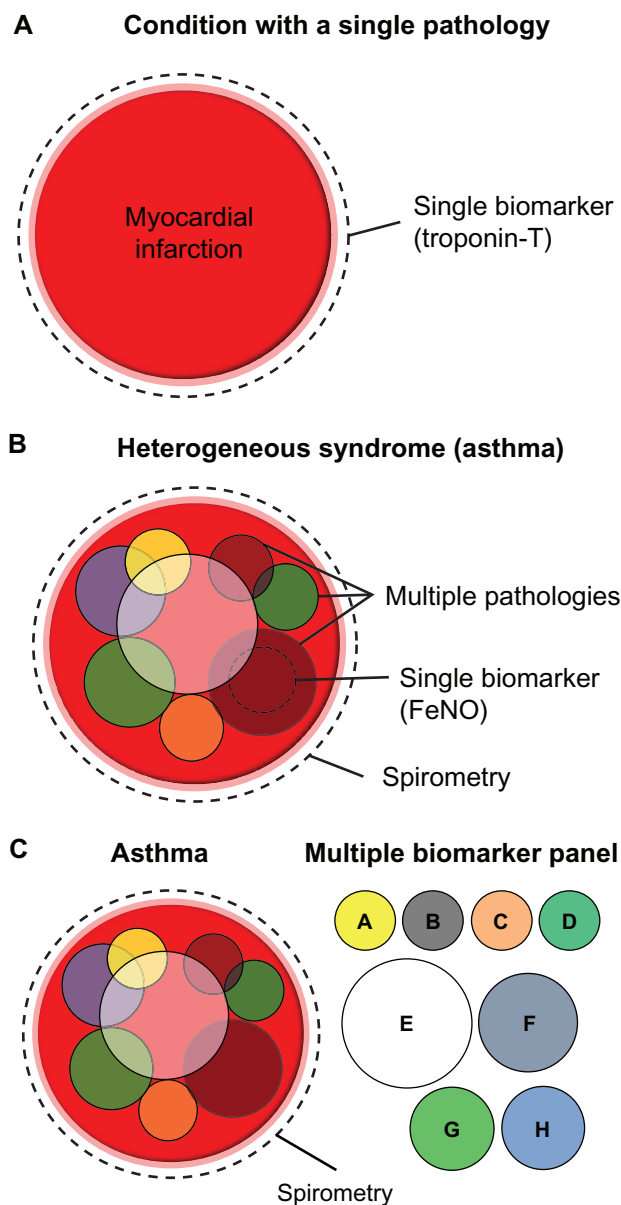 A Condition with a single pathology
Myocardial
infarction
Single biomarker
(troponin-T)
B Heterogeneous syndrome (asthma)
Multiple pathologies
Single biomarker
(FeNO)
Spirometry
C Asthma Multiple biomarker panel
A B C D
E F
G H
Spirometry